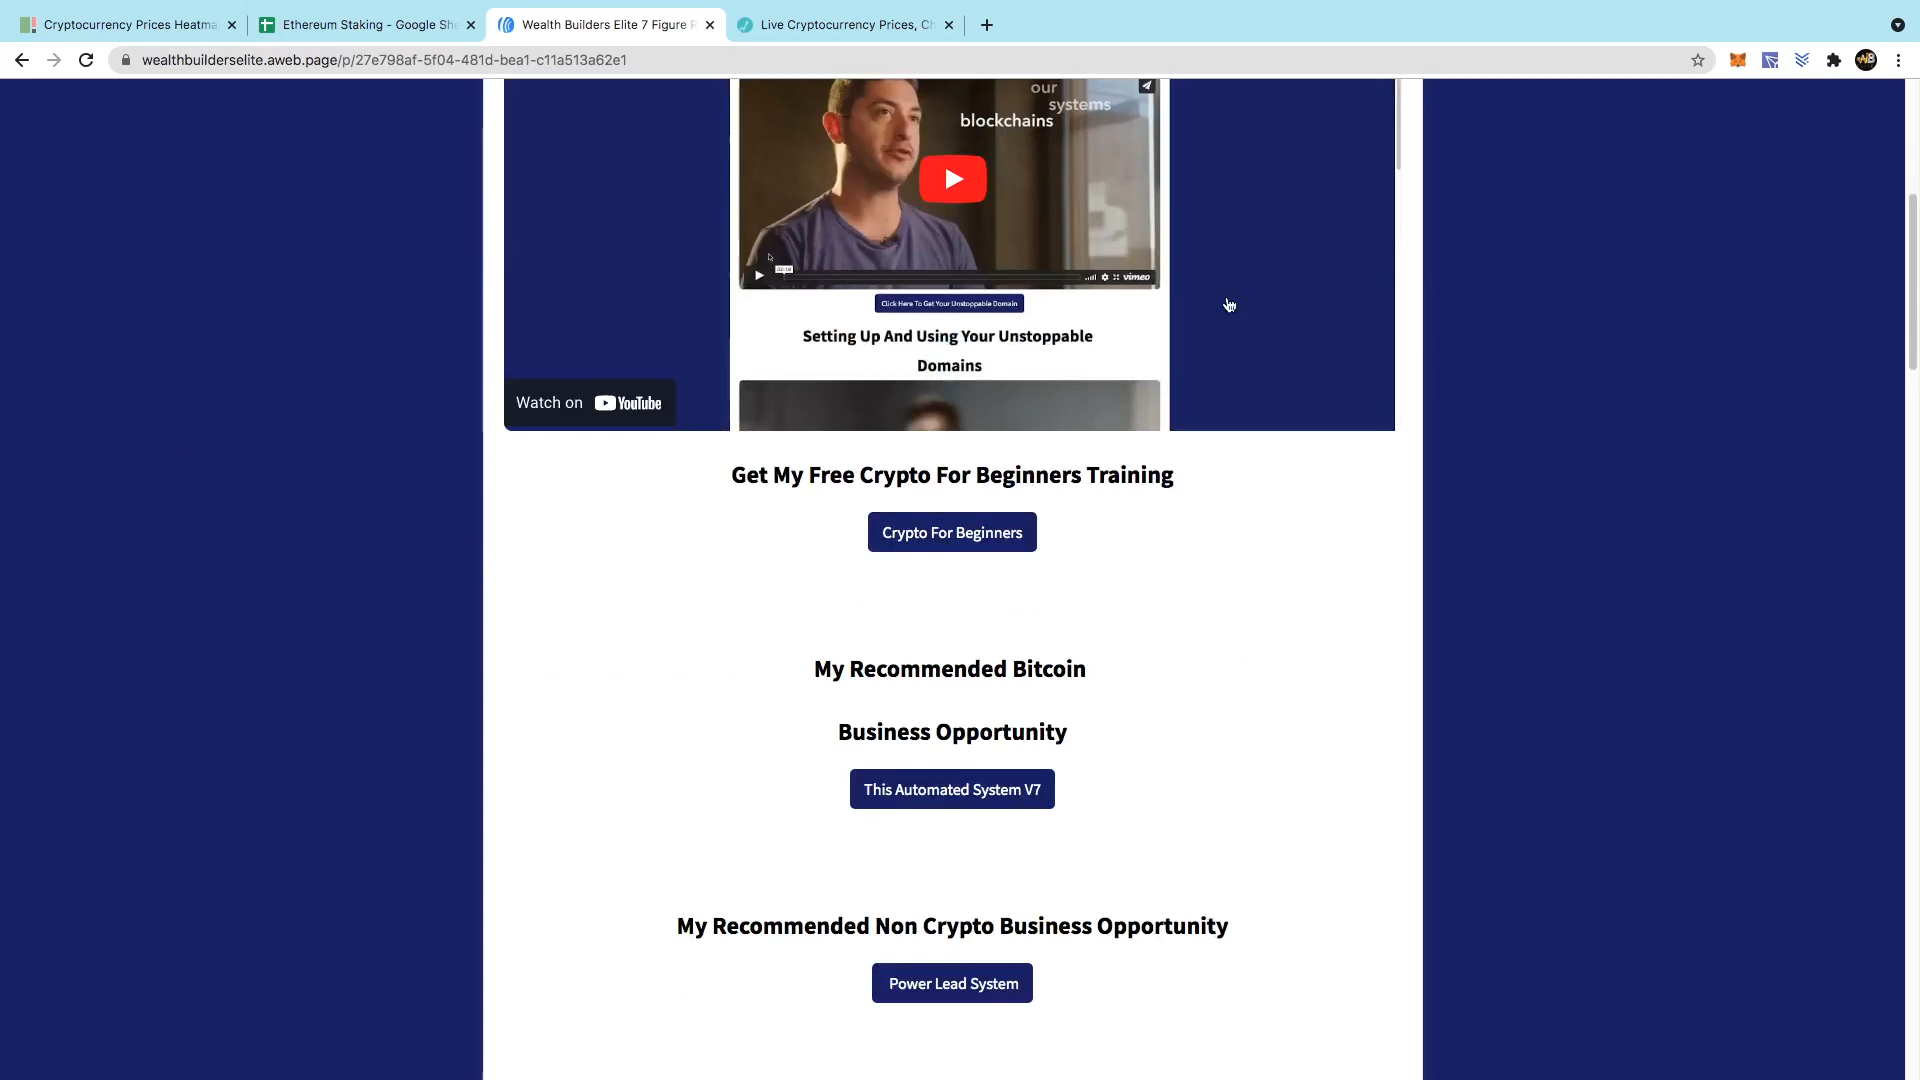 Cryptocurrency Prices Heatma
Ethereum Staking - Google She
Wealth Builders Elite 7 Figure R
Live Cryptocurrency Prices, Ch
wealthbuilderselite.aweb.page/p/27e798af-5f04-481d-bea1-c11a513a62e1
our
systems
blockchains
vimeo
Click Here To Get Your Unstoppable Domain
Setting Up And Using Your Unstoppable
Domains
Watch on YouTube
Get My Free Crypto For Beginners Training
Crypto For Beginners
My Recommended Bitcoin
Business Opportunity
This Automated System V7
My Recommended Non Crypto Business Opportunity
Power Lead System